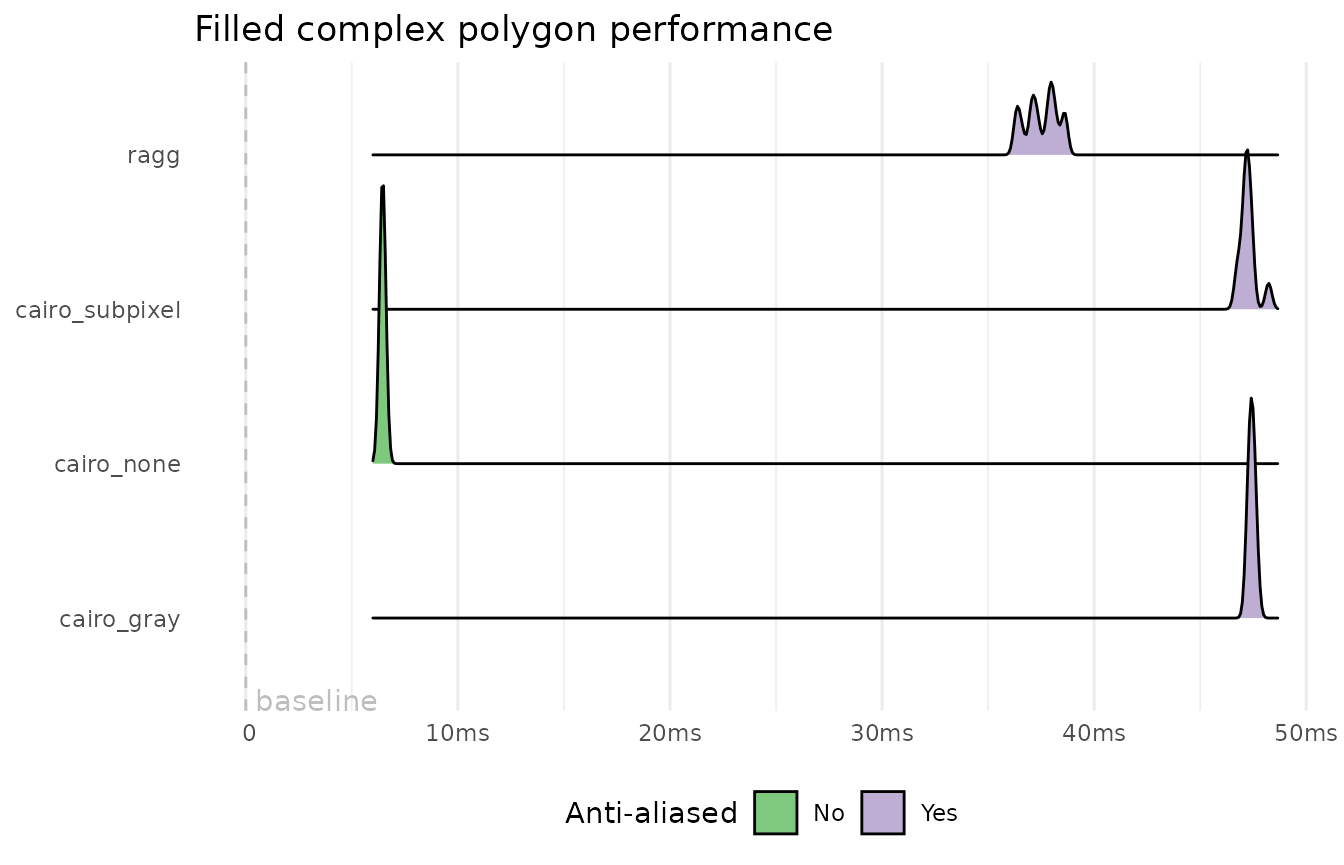 Filled complex polygon performance
ragg
cairo_subpixel
cairo_none
cairo_gray
baseline
0 10ms 20ms 30ms 40ms 50ms
Anti-aliased No Yes